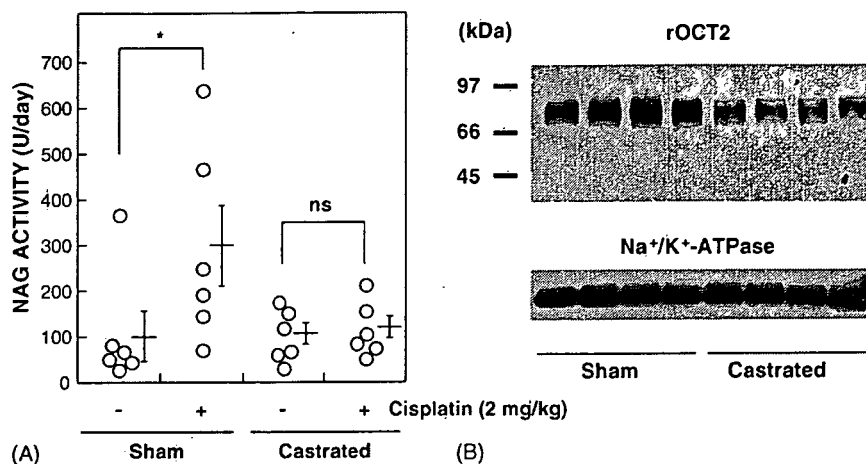 *
700
600
500
400
300
200
100
0
NAG ACTIVITY (U/day)
ns
- + - + Cisplatin (2 mg/kg)
Sham Castrated
(A)
(kDa) rOCT2
97
66
45
Na⁺/K⁺-ATPase
Sham Castrated
(B)